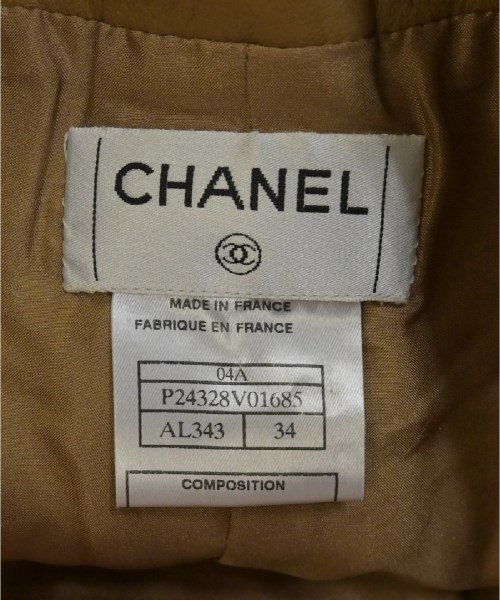 CHANEL
MADE IN FRANCE
FABRIQUE EN FRANCE
04A
P24328V01685
AL343 34
COMPOSITION